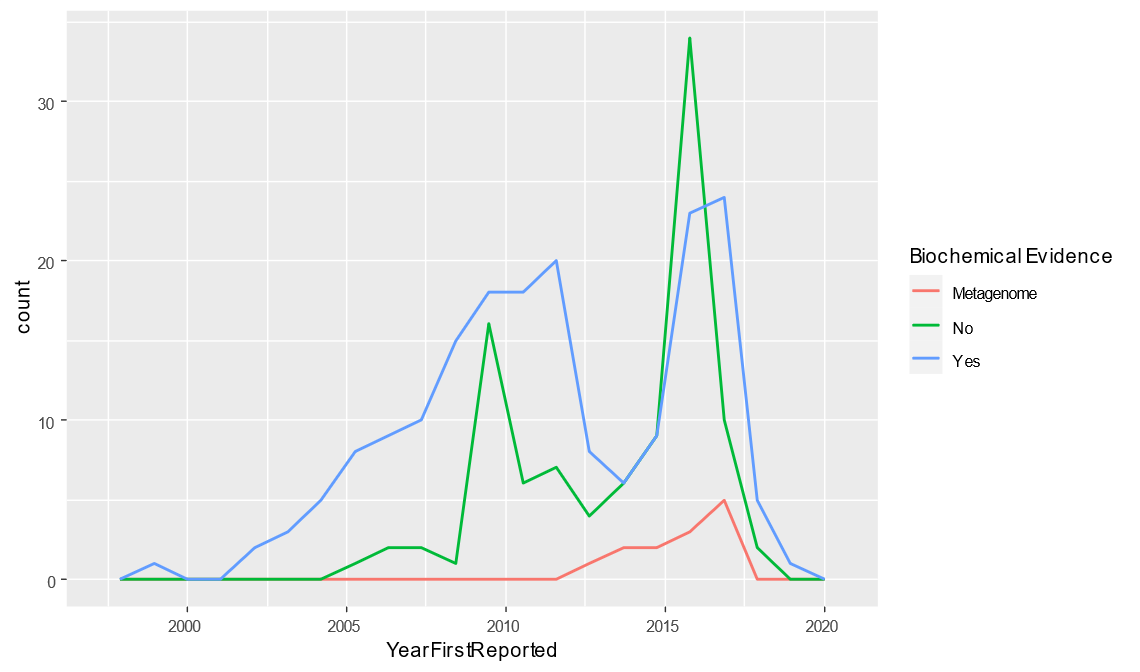 30
20
10
0
count
2000 2005 2010 2015 2020
YearFirstReported
Biochemical Evidence
Metagenome
No
Yes